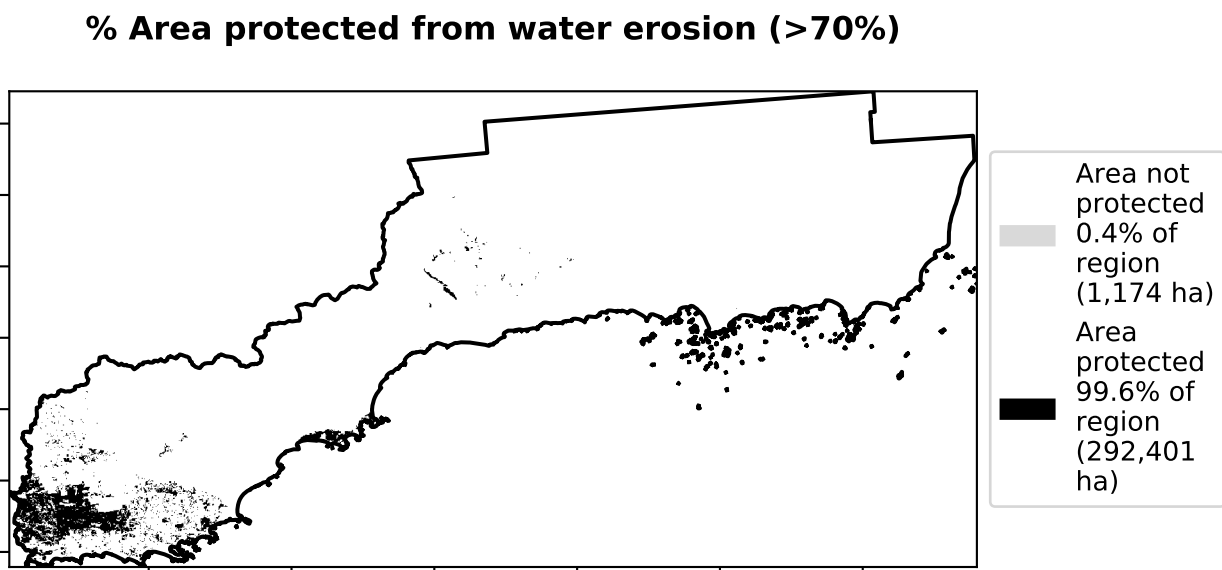 % Area protected from water erosion (>70%)
Area not
protected
0.4% of
region
(1,174 ha)
Area
protected
99.6% of
region
(292,401
ha)